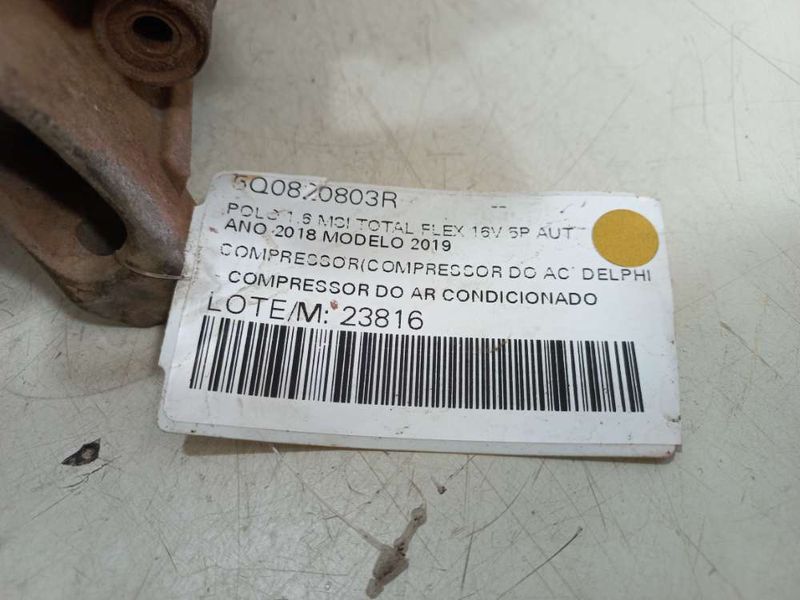 5Q0820803R --
POLO 1.6 MSI TOTAL FLEX 16V 5P AUT
ANO 2018 MODELO 2019
COMPRESSOR(COMPRESSOR DO AC) DELPHI
- COMPRESSOR DO AR CONDICIONADO
LOTE/M: 23816